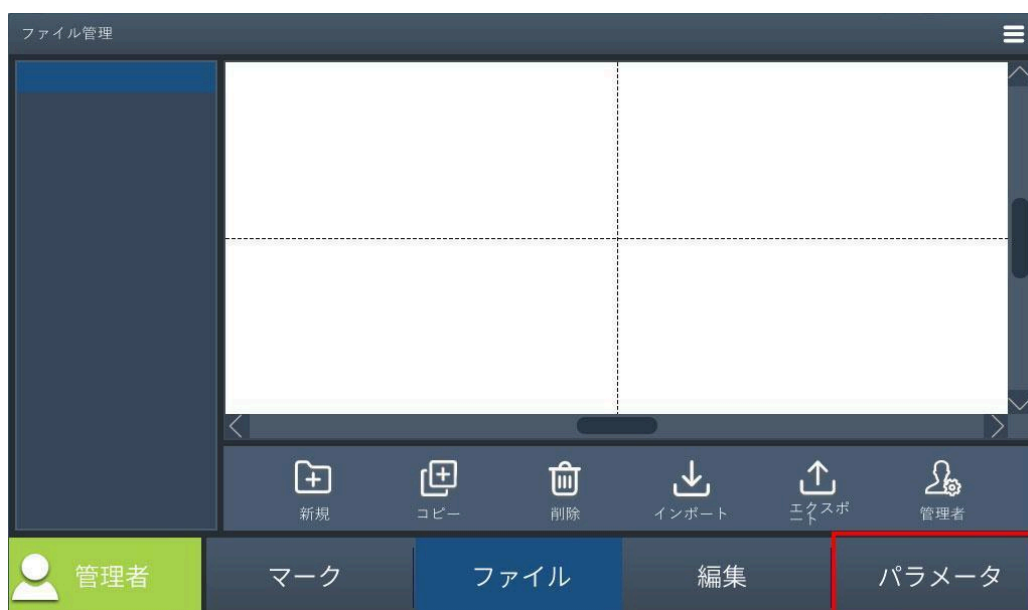 ファイル管理
新規
コピー
削除
インポート
エクスポ
ート
管理者
管理者
マーク
ファイル
編集
パラメータ